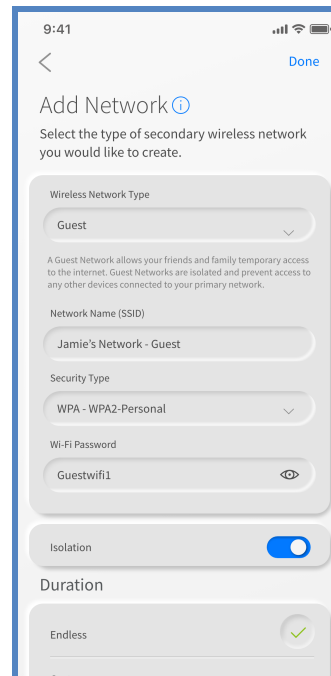 9:41
Done
Add Network
Select the type of secondary wireless network
you would like to create.
Wireless Network Type
Guest
A Guest Network allows your friends and family temporary access
to the internet. Guest Networks are isolated and prevent access to
any other devices connected to your primary network.
Network Name (SSID)
Jamie's Network - Guest
Security Type
WPA - WPA2-Personal
Wi-Fi Password
Guestwifi1
Isolation
Duration
Endless